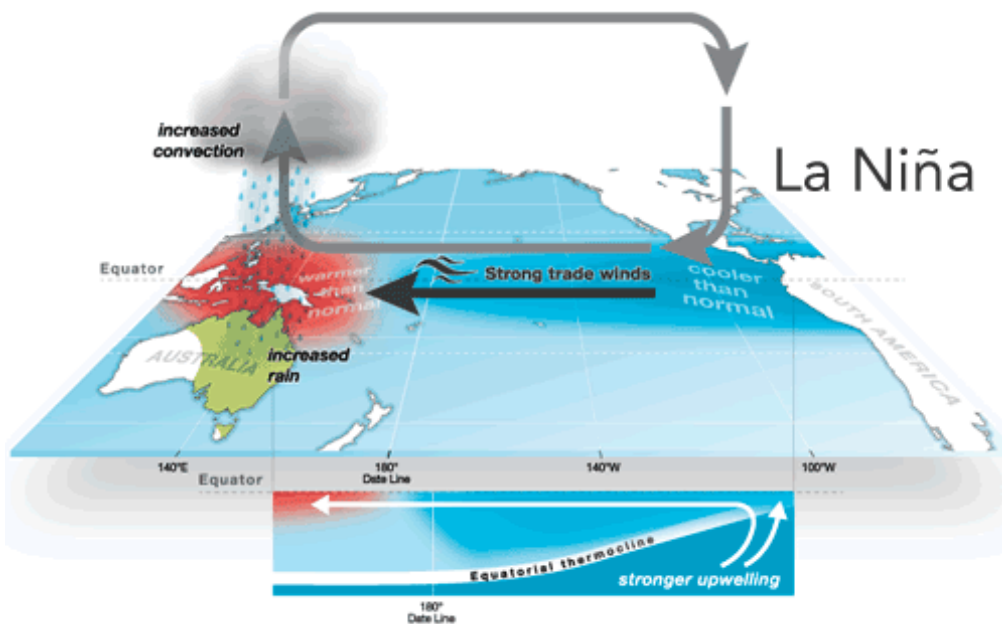 increased
convection
La Niña
Equator
warmer
than
normal
Strong trade winds
cooler
than
normal
AUSTRALIA
increased
rain
SOUTH AMERICA
140°E
180°
Date Line
140°W
100°W
Equator
Equatorial thermocline
stronger upwelling
180°
Date Line